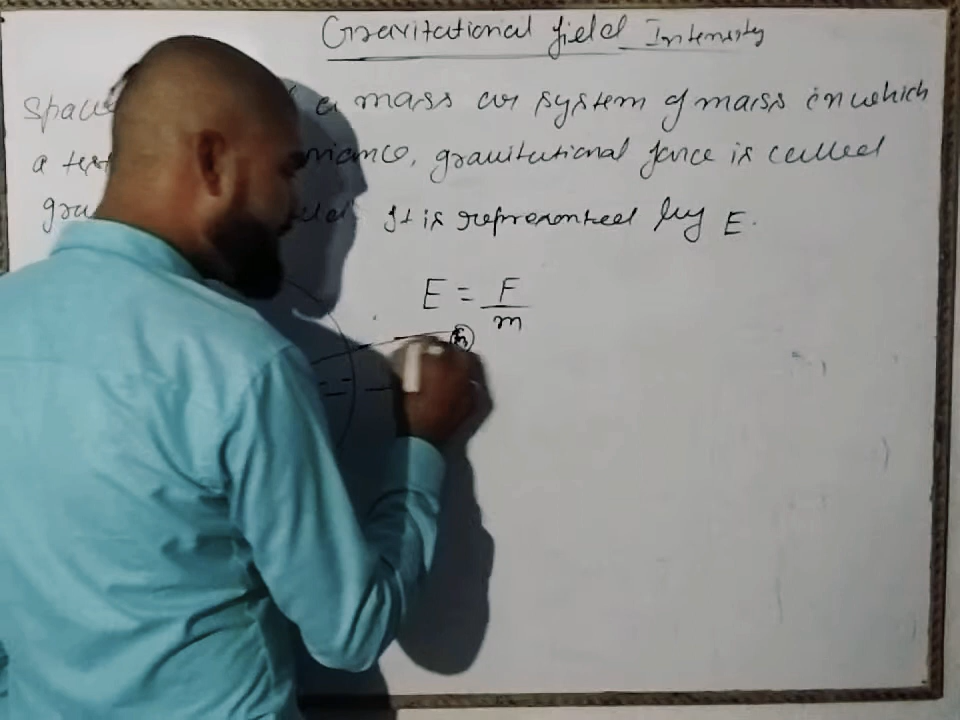 Gravitational field Intensity
Space a mass or system of mass in which
a test gravitational force is called
gra It is represented by E.
E = F/m
m